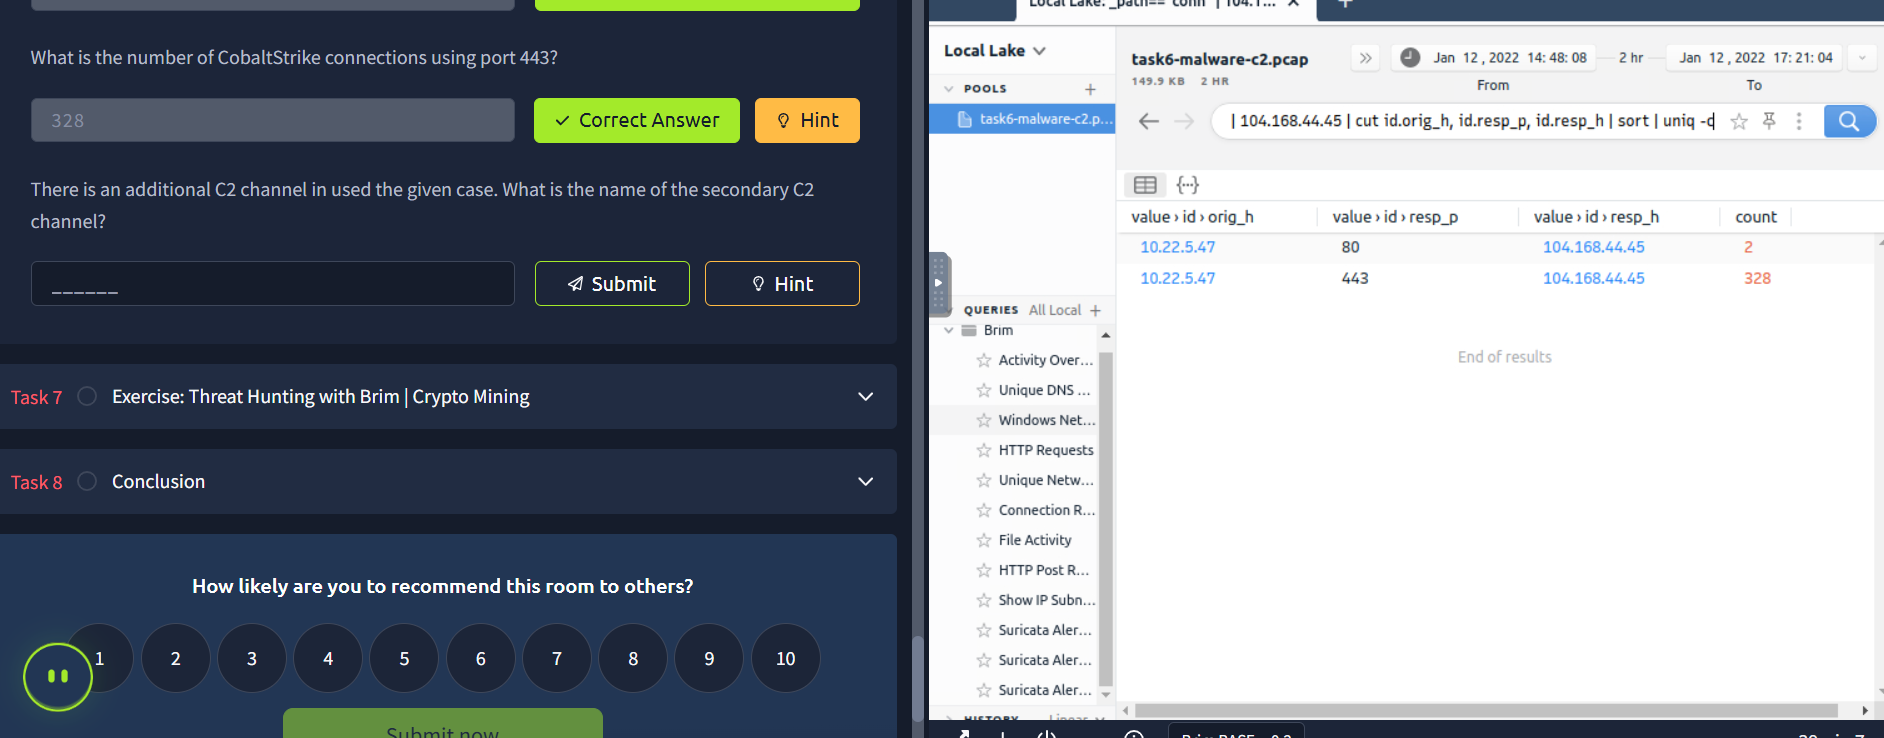 What is the number of CobaltStrike connections using port 443?
328
Correct Answer
Hint
There is an additional C2 channel in used the given case. What is the name of the secondary C2
channel?
______
Submit
Hint
Task 7
Exercise: Threat Hunting with Brim | Crypto Mining
Task 8
Conclusion
How likely are you to recommend this room to others?
1 2 3 4 5 6 7 8 9 10
Submit now
Local Lake: _path=="conn" | 104.1...
Local Lake
POOLS
task6-malware-c2.p...
QUERIES All Local
Brim
Activity Over...
Unique DNS ...
Windows Net...
HTTP Requests
Unique Netw...
Connection R...
File Activity
HTTP Post R...
Show IP Subn...
Suricata Aler...
Suricata Aler...
Suricata Aler...
HISTORY Linear
task6-malware-c2.pcap
149.9 KB 2 HR
Jan 12 , 2022 14: 48: 08
2 hr
Jan 12 , 2022 17: 21: 04
From
To
| 104.168.44.45 | cut id.orig_h, id.resp_p, id.resp_h | sort | uniq -c
value › id › orig_h value › id › resp_p value › id › resp_h count
10.22.5.47 80 104.168.44.45 2
10.22.5.47 443 104.168.44.45 328
End of results